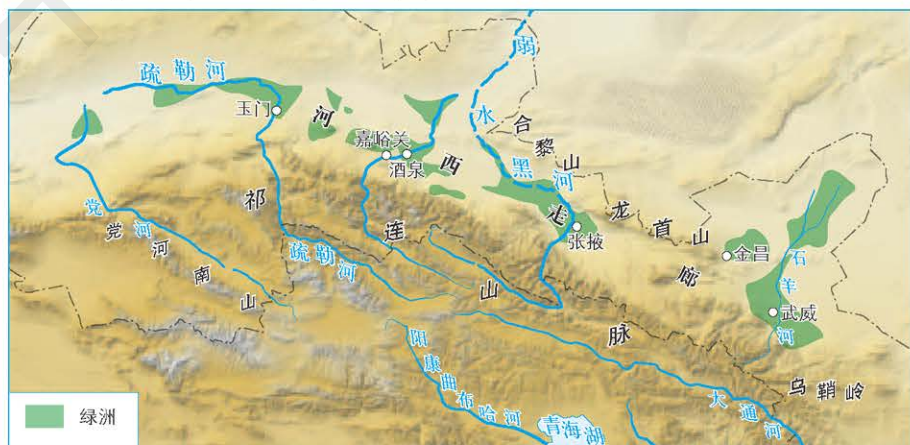 疏勒河
玉门
河西走廊
嘉峪关
酒泉
弱水
合黎山
黑河
龙首山
张掖
金昌
石羊河
武威
乌鞘岭
党河
党河南山
祁连山脉
疏勒河
阳康曲
布哈河
大通河
青海湖
绿洲